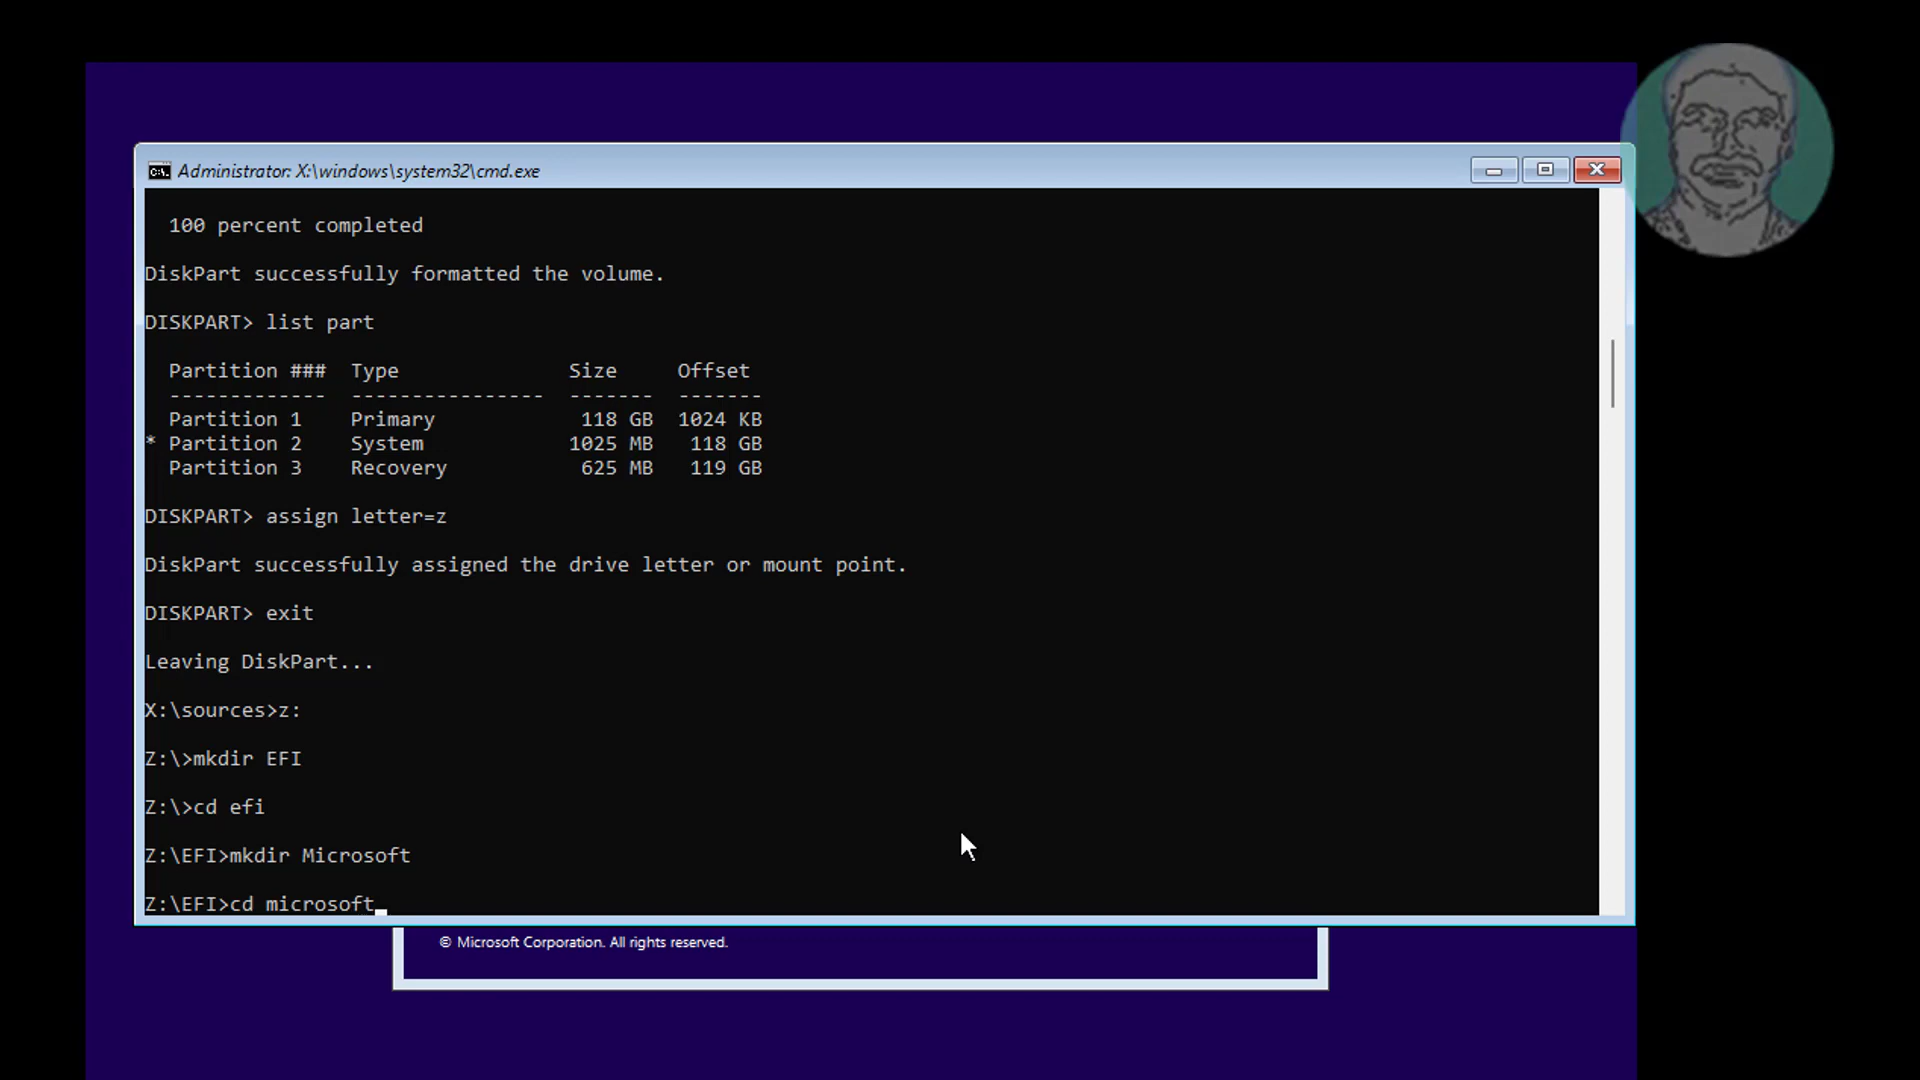 Administrator: X:\windows\system32\cmd.exe
100 percent completed
DiskPart successfully formatted the volume.
DISKPART> list part
Partition ###  Type              Size     Offset
-------------  ----------------  -------  -------
Partition 1    Primary            118 GB  1024 KB
* Partition 2    System            1025 MB   118 GB
Partition 3    Recovery           625 MB   119 GB
DISKPART> assign letter=z
DiskPart successfully assigned the drive letter or mount point.
DISKPART> exit
Leaving DiskPart...
X:\sources>z:
Z:\>mkdir EFI
Z:\>cd efi
Z:\EFI>mkdir Microsoft
Z:\EFI>cd microsoft
© Microsoft Corporation. All rights reserved.